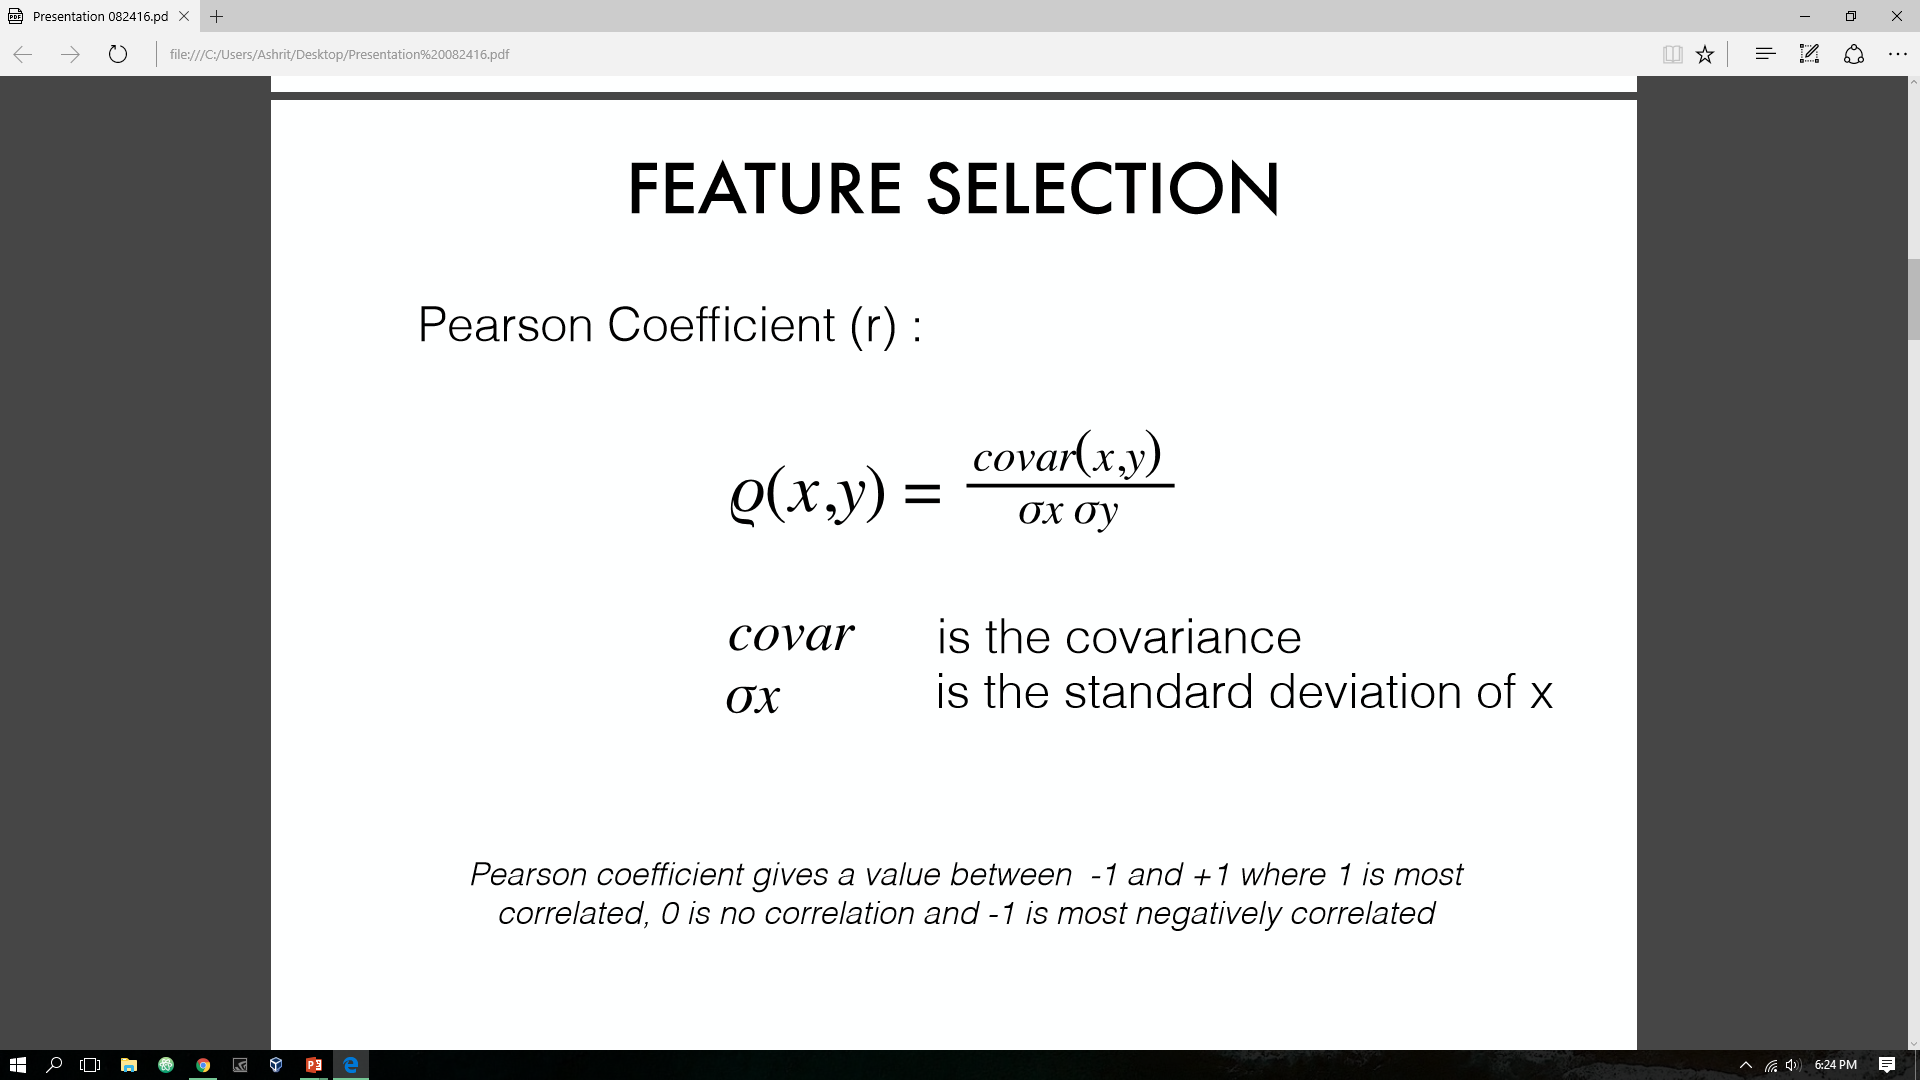 Presentation 082416.pd
file:///C:/Users/Ashrit/Desktop/Presentation%20082416.pdf
FEATURE SELECTION
Pearson Coefficient (r) :
ϱ(x,y) = covar(x,y)
σx σy
covar is the covariance
σx is the standard deviation of x
Pearson coefficient gives a value between -1 and +1 where 1 is most
correlated, 0 is no correlation and -1 is most negatively correlated
6:24 PM